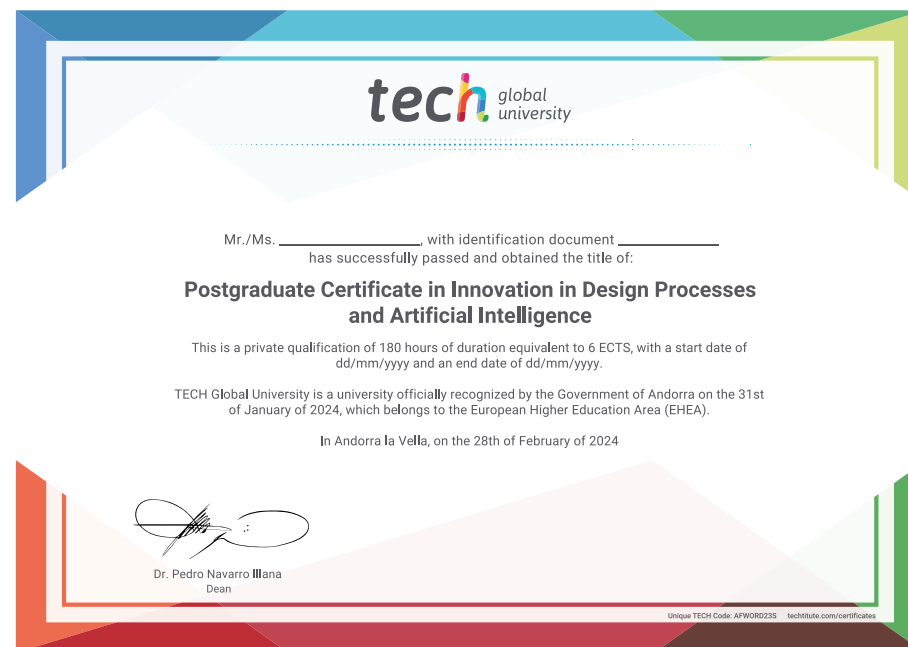 tech global university
Mr./Ms. ____________________, with identification document ______________
has successfully passed and obtained the title of:
Postgraduate Certificate in Innovation in Design Processes
and Artificial Intelligence
This is a private qualification of 180 hours of duration equivalent to 6 ECTS, with a start date of
dd/mm/yyyy and an end date of dd/mm/yyyy.
TECH Global University is a university officially recognized by the Government of Andorra on the 31st
of January of 2024, which belongs to the European Higher Education Area (EHEA).
In Andorra la Vella, on the 28th of February of 2024
Dr. Pedro Navarro Illana
Dean
Unique TECH Code: AFWORD23S techtitute.com/certificates